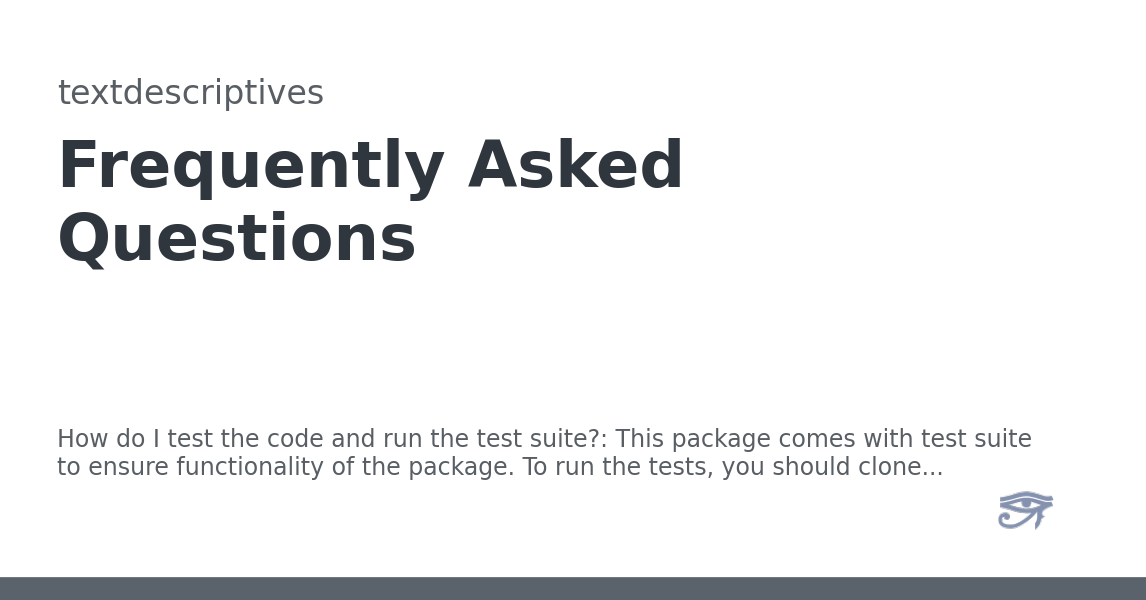 textdescriptives
Frequently Asked
Questions
How do I test the code and run the test suite?: This package comes with test suite
to ensure functionality of the package. To run the tests, you should clone...